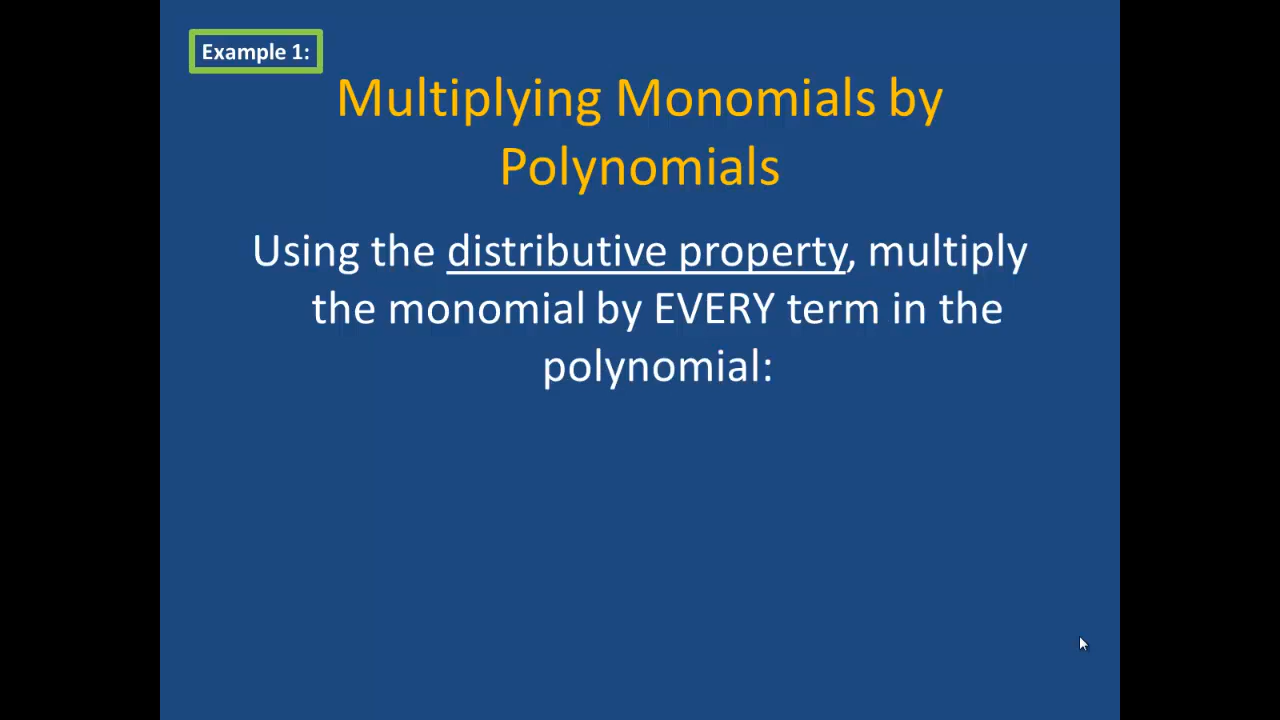 Example 1:
Multiplying Monomials by
Polynomials
Using the distributive property, multiply
the monomial by EVERY term in the
polynomial: